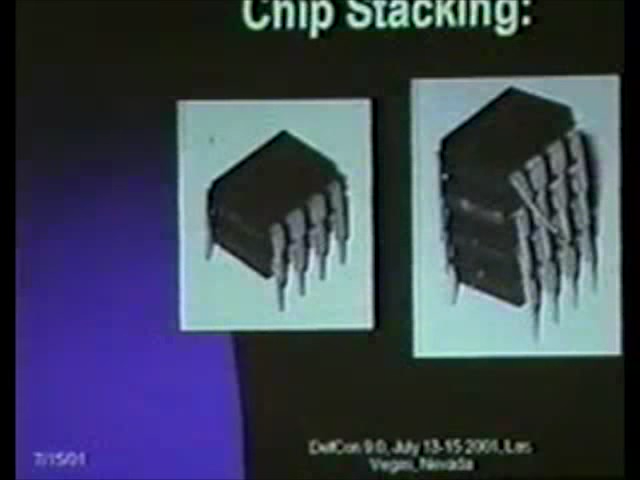 Chip Stacking:
DefCon 9.0, July 13-15 2001, Las
Vegas, Nevada
7/15/01